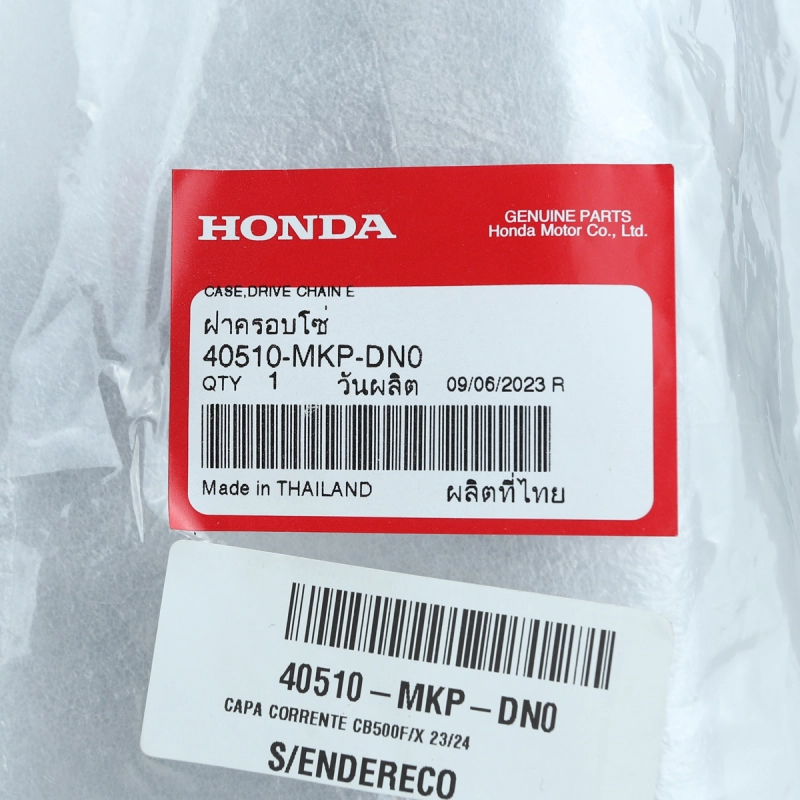 HONDA
GENUINE PARTS
Honda Motor Co., Ltd.
CASE,DRIVE CHAIN E
ฝาครอบโซ่
40510-MKP-DN0
QTY 1 วันผลิต 09/06/2023 R
Made in THAILAND ผลิตที่ไทย
40510-MKP-DN0
CAPA CORRENTE CB500F/X 23/24
S/ENDERECO